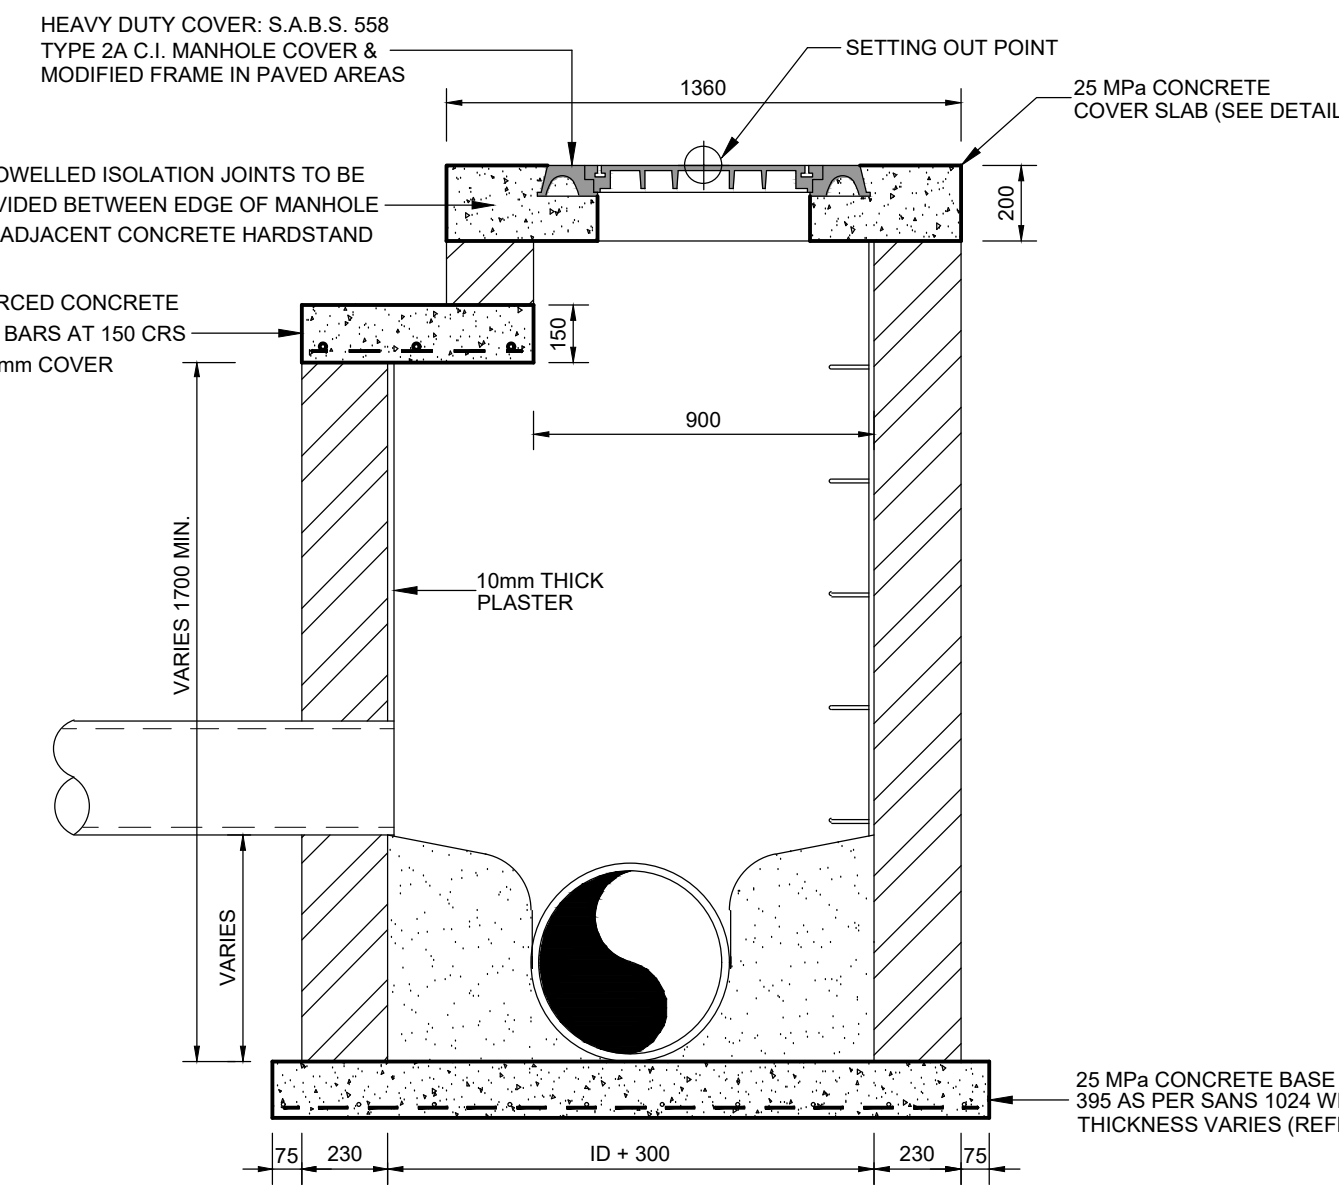 HEAVY DUTY COVER: S.A.B.S. 558
TYPE 2A C.I. MANHOLE COVER &
MODIFIED FRAME IN PAVED AREAS
SETTING OUT POINT
1360
25 MPa CONCRETE
COVER SLAB (SEE DETAIL
OWELLED ISOLATION JOINTS TO BE
VIDED BETWEEN EDGE OF MANHOLE
ADJACENT CONCRETE HARDSTAND
200
RCED CONCRETE
BARS AT 150 CRS
mm COVER
150
900
VARIES 1700 MIN.
10mm THICK
PLASTER
VARIES
25 MPa CONCRETE BASE
395 AS PER SANS 1024 WI
THICKNESS VARIES (REF
75
230
ID + 300
230
75